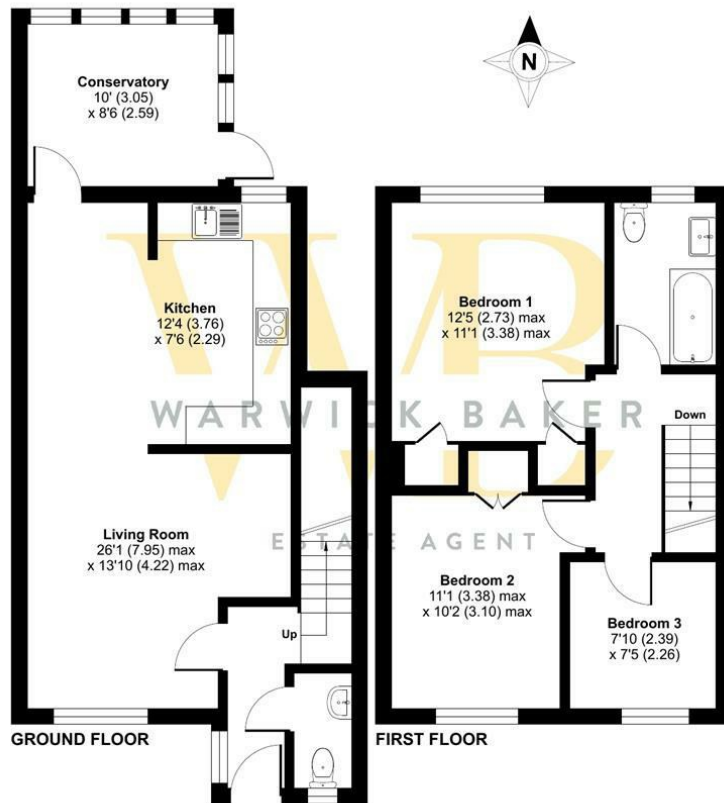 Conservatory
10' (3.05)
x 8'6 (2.59)
N
Kitchen
12'4 (3.76)
x 7'6 (2.29)
Bedroom 1
12'5 (2.73) max
x 11'1 (3.38) max
WB
WARWICK BAKER
ESTATE AGENT
Down
Living Room
26'1 (7.95) max
x 13'10 (4.22) max
Up
Bedroom 2
11'1 (3.38) max
x 10'2 (3.10) max
Bedroom 3
7'10 (2.39)
x 7'5 (2.26)
GROUND FLOOR
FIRST FLOOR